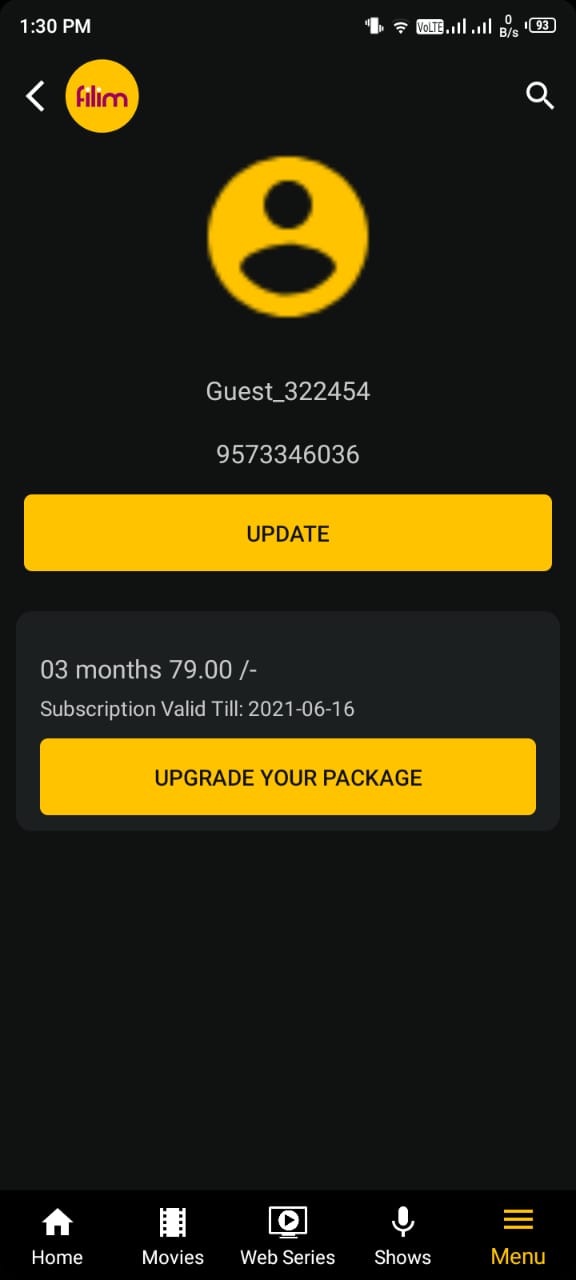 1:30 PM
VoLTE
0
B/s
93
filim
Guest_322454
9573346036
UPDATE
03 months 79.00 /-
Subscription Valid Till: 2021-06-16
UPGRADE YOUR PACKAGE
Home
Movies
Web Series
Shows
Menu